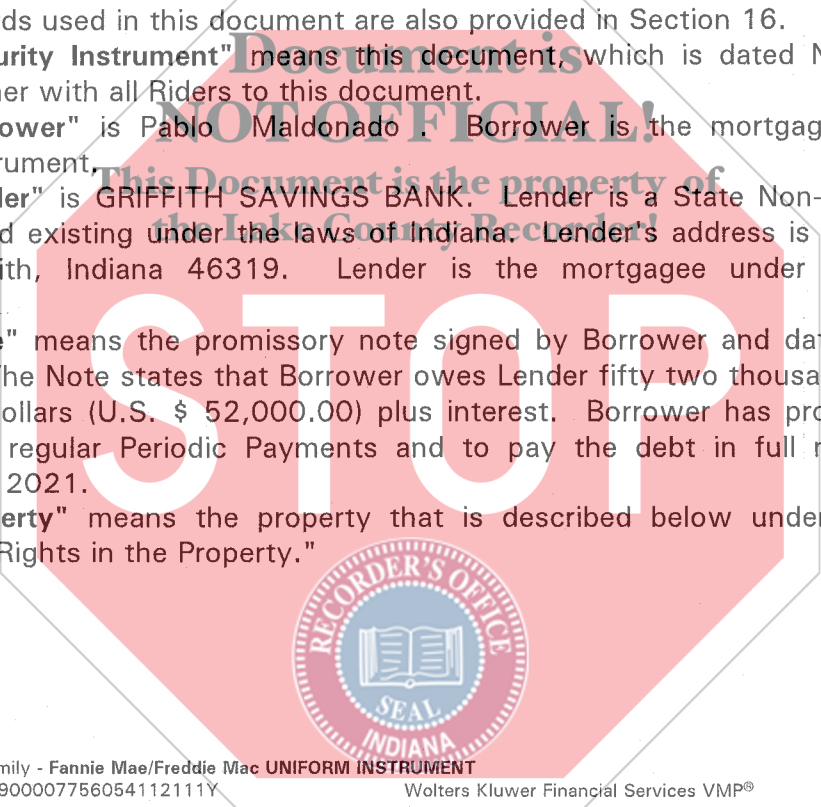 ds used in this document are also provided in Section 16.
urity Instrument" means this document, which is dated N
Document is
er with all Riders to this document.
ower" is Pablo Maldonado . Borrower is the mortgag
NOT OFFICIAL!
rument.
This Document is the property of
er" is GRIFFITH SAVINGS BANK. Lender is a State Non-
the Lake County Recorder!
d existing under the laws of Indiana. Lender's address is
ith, Indiana 46319. Lender is the mortgagee under
STOP
e" means the promissory note signed by Borrower and dat
he Note states that Borrower owes Lender fifty two thousa
ollars (U.S. $ 52,000.00) plus interest. Borrower has pro
regular Periodic Payments and to pay the debt in full n
2021.
erty" means the property that is described below under
Rights in the Property."
RECORDER'S OFFICE
SEAL
INDIANA
mily - Fannie Mae/Freddie Mac UNIFORM INSTRUMENT
900007756054112111Y Wolters Kluwer Financial Services VMP®